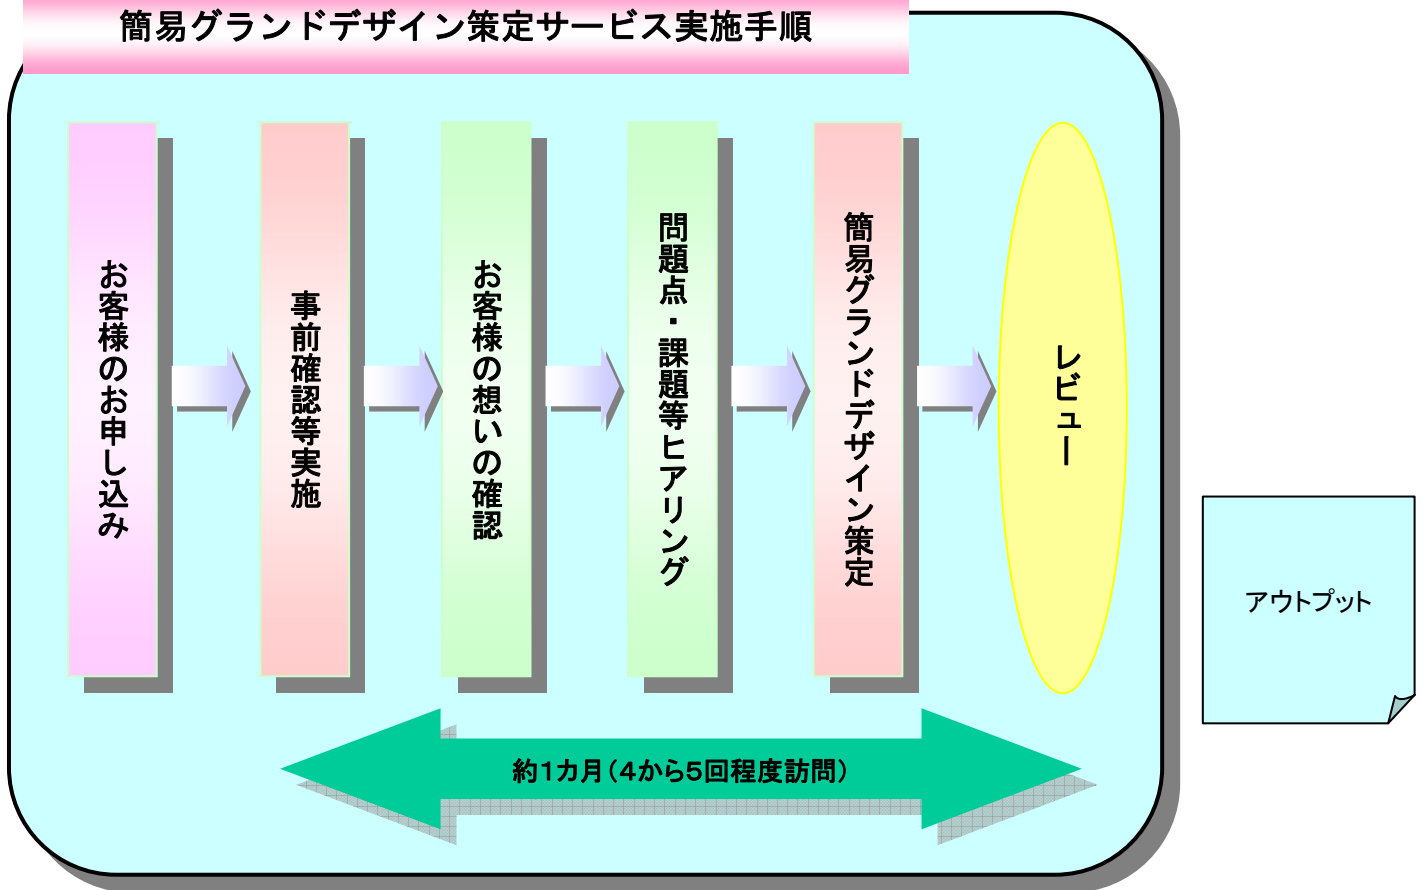 簡易グランドデザイン策定サービス実施手順
お客様のお申し込み
事前確認等実施
お客様の想いの確認
問題点・課題等ヒアリング
簡易グランドデザイン策定
レビュー
アウトプット
約1カ月(4から5回程度訪問)